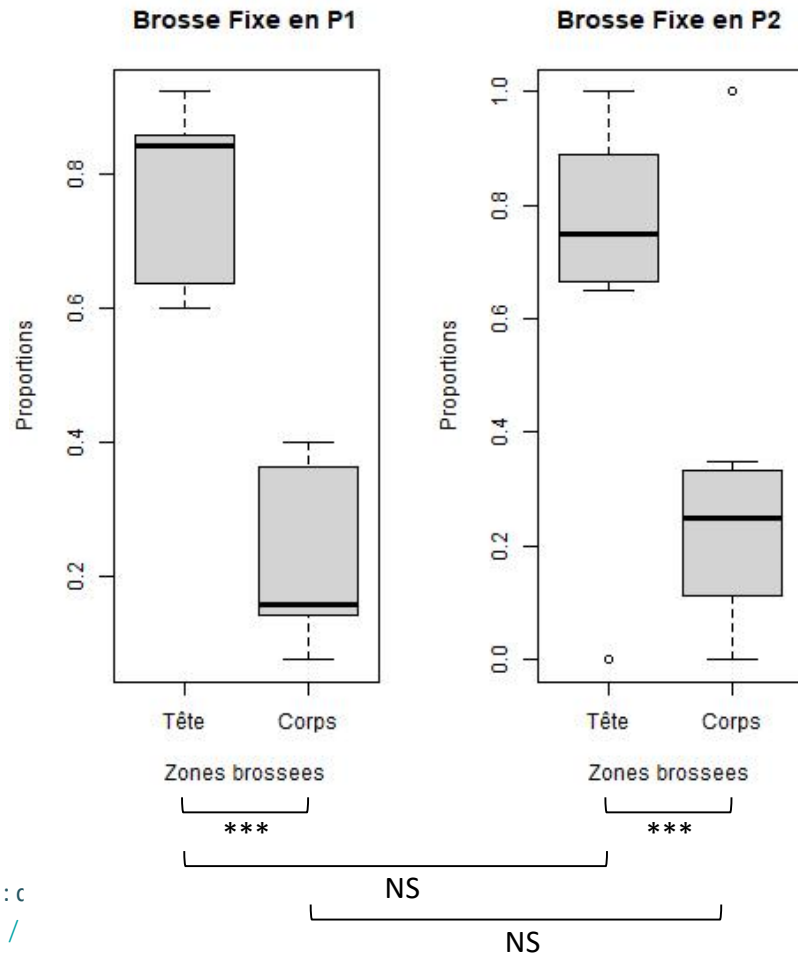 Brosse Fixe en P1
Brosse Fixe en P2
Proportions
0.8
0.6
0.4
0.2
Tête
Corps
Zones brossees
Proportions
1.0
0.8
0.6
0.4
0.2
0.0
Tête
Corps
Zones brossees
***
***
NS
NS